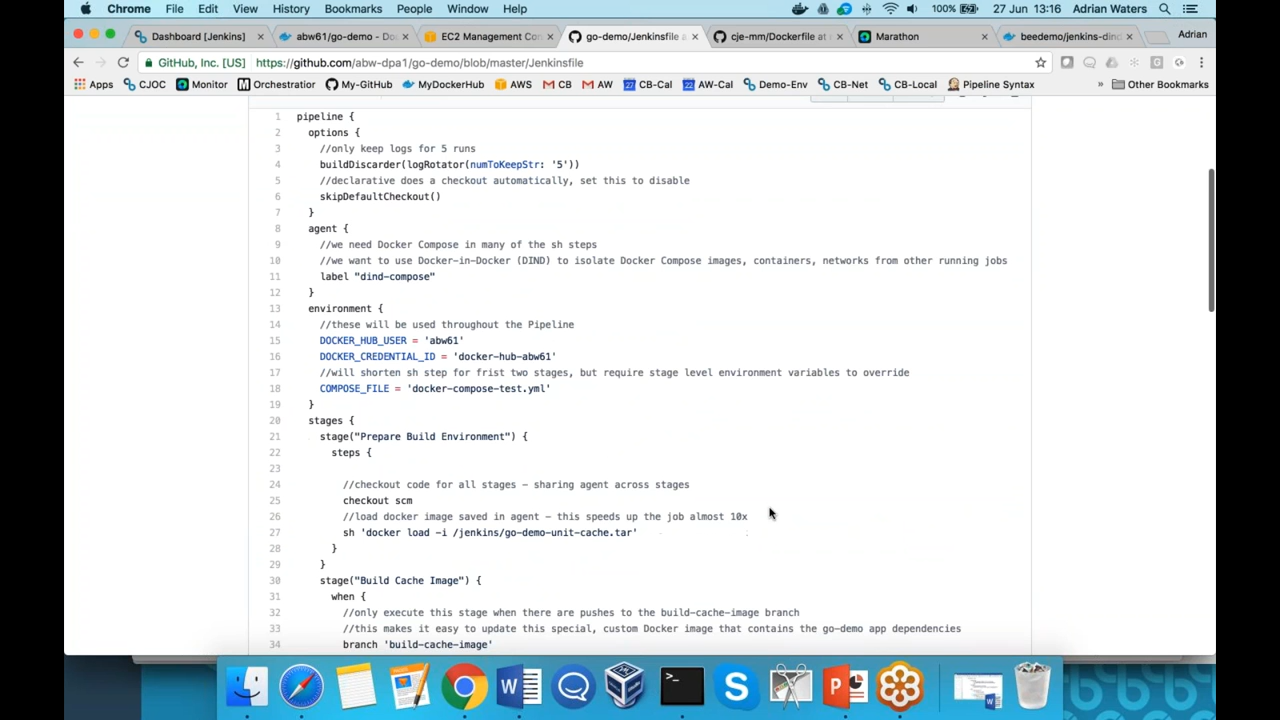 Chrome File Edit View History Bookmarks People Window Help 100% 27 Jun 13:16 Adrian Waters
Dashboard [Jenkins] abw61/go-demo - Do EC2 Management Con go-demo/Jenkinsfile cje-mm/Dockerfile at Marathon beedemo/jenkins-dind Adrian
GitHub, Inc. [US] https://github.com/abw-dpa1/go-demo/blob/master/Jenkinsfile
Apps CJOC Monitor Orchestratior My-GitHub MyDockerHub AWS CB AW CB-Cal AW-Cal Demo-Env CB-Net CB-Local Pipeline Syntax » Other Bookmarks
1 pipeline {
2 options {
3 //only keep logs for 5 runs
4 buildDiscarder(logRotator(numToKeepStr: '5'))
5 //declarative does a checkout automatically, set this to disable
6 skipDefaultCheckout()
7 }
8 agent {
9 //we need Docker Compose in many of the sh steps
10 //we want to use Docker-in-Docker (DIND) to isolate Docker Compose images, containers, networks from other running jobs
11 label "dind-compose"
12 }
13 environment {
14 //these will be used throughout the Pipeline
15 DOCKER_HUB_USER = 'abw61'
16 DOCKER_CREDENTIAL_ID = 'docker-hub-abw61'
17 //will shorten sh step for frist two stages, but require stage level environment variables to override
18 COMPOSE_FILE = 'docker-compose-test.yml'
19 }
20 stages {
21 stage("Prepare Build Environment") {
22 steps {
23
24 //checkout code for all stages – sharing agent across stages
25 checkout scm
26 //load docker image saved in agent – this speeds up the job almost 10x
27 sh 'docker load -i /jenkins/go-demo-unit-cache.tar'
28 }
29 }
30 stage("Build Cache Image") {
31 when {
32 //only execute this stage when there are pushes to the build-cache-image branch
33 //this makes it easy to update this special, custom Docker image that contains the go-demo app dependencies
34 branch 'build-cache-image'